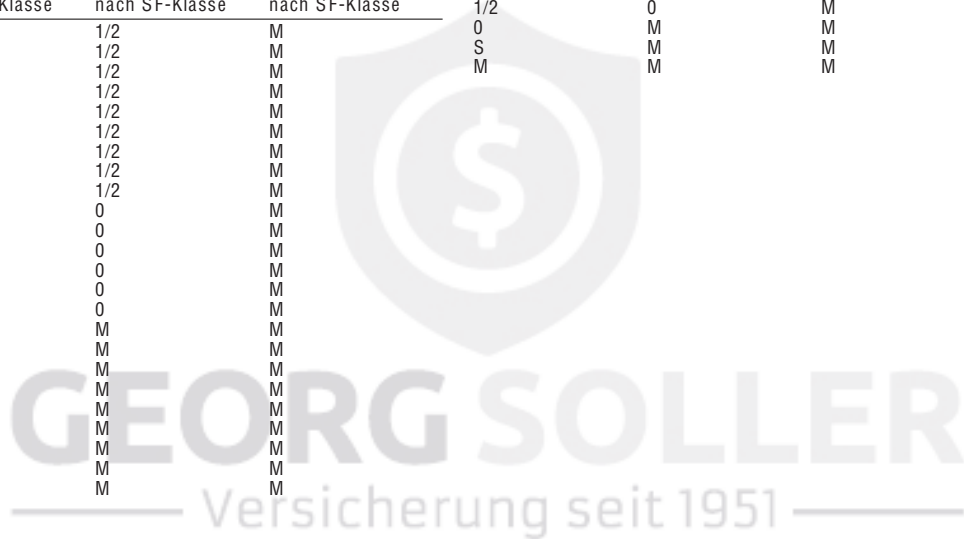 Klasse nach SF-Klasse nach SF-Klasse
1/2 M
1/2 M
1/2 M
1/2 M
1/2 M
1/2 M
1/2 M
1/2 M
1/2 M
0 M
0 M
0 M
0 M
0 M
0 M
M M
M M
M M
M M
M M
M M
M M
M M
M M
1/2 0 M
0 M M
S M M
M M M
$
GEORG SOLLER
Versicherung seit 1951